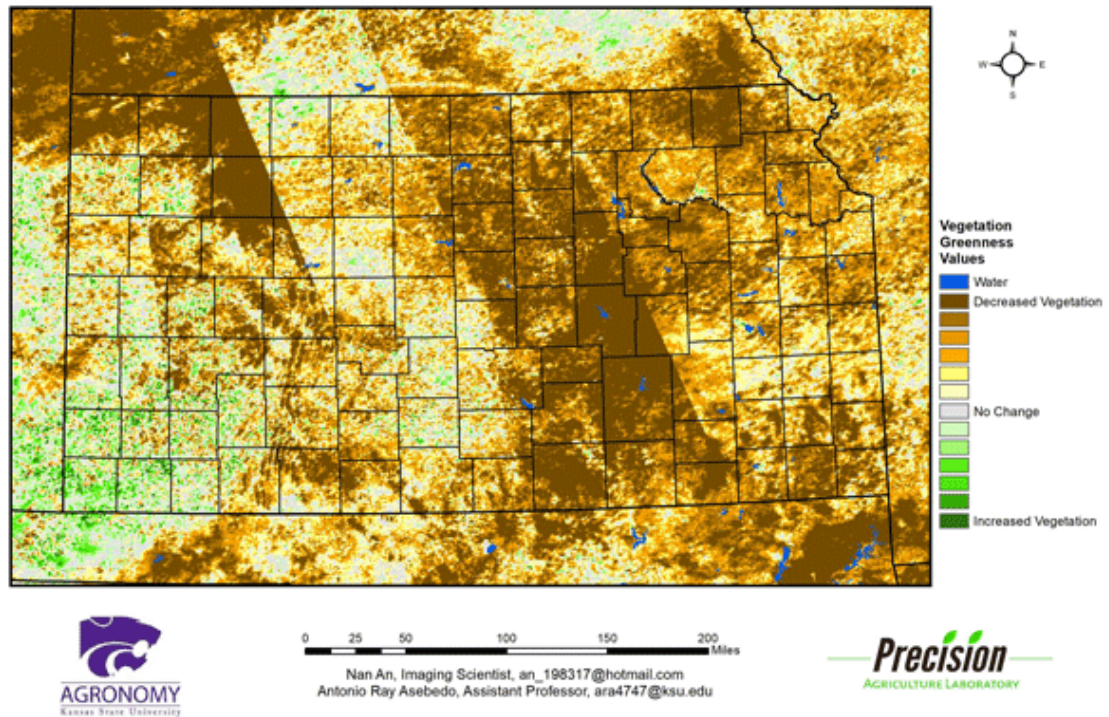 N
W E
S
Vegetation
Greenness
Values
Water
Decreased Vegetation
No Change
Increased Vegetation
0 25 50 100 150 200
Miles
Nan An, Imaging Scientist, an_198317@hotmail.com
Antonio Ray Asebedo, Assistant Professor, ara4747@ksu.edu
AGRONOMY
Kansas State University
Precision
AGRICULTURE LABORATORY